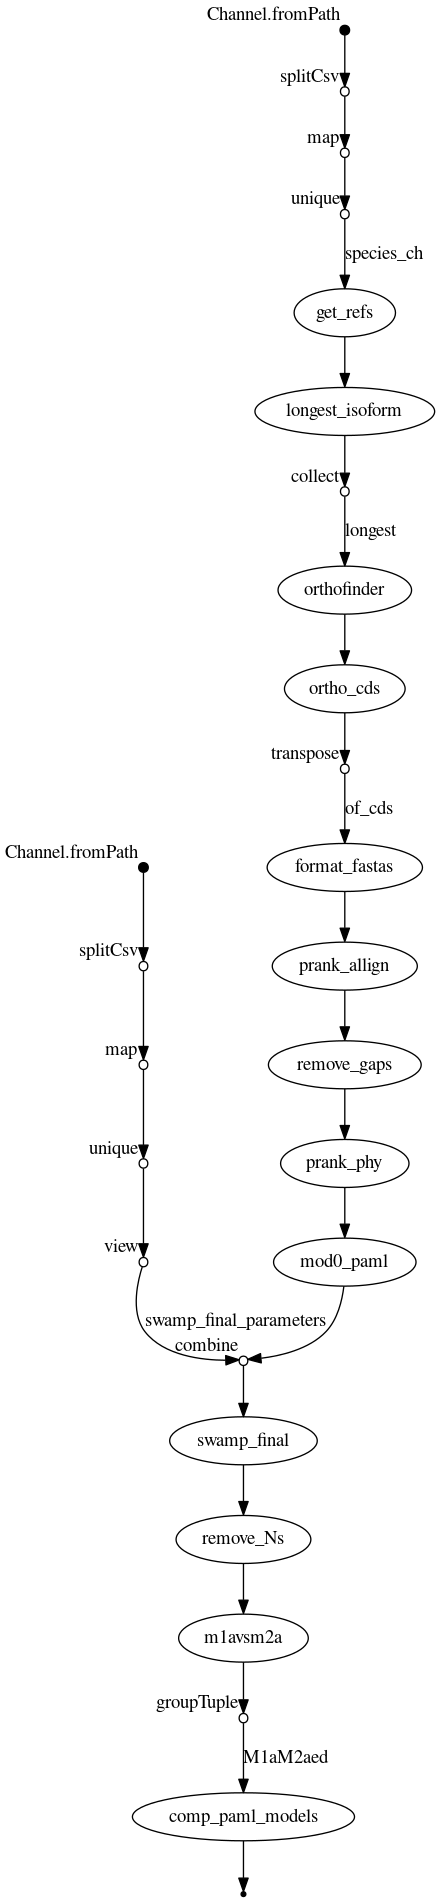 Channel.fromPath
splitCsv
map
unique
species_ch
get_refs
longest_isoform
collect
longest
orthofinder
ortho_cds
transpose
of_cds
Channel.fromPath
format_fastas
splitCsv
prank_allign
map
remove_gaps
unique
prank_phy
view
mod0_paml
swamp_final_parameters
combine
swamp_final
remove_Ns
m1avsm2a
groupTuple
M1aM2aed
comp_paml_models